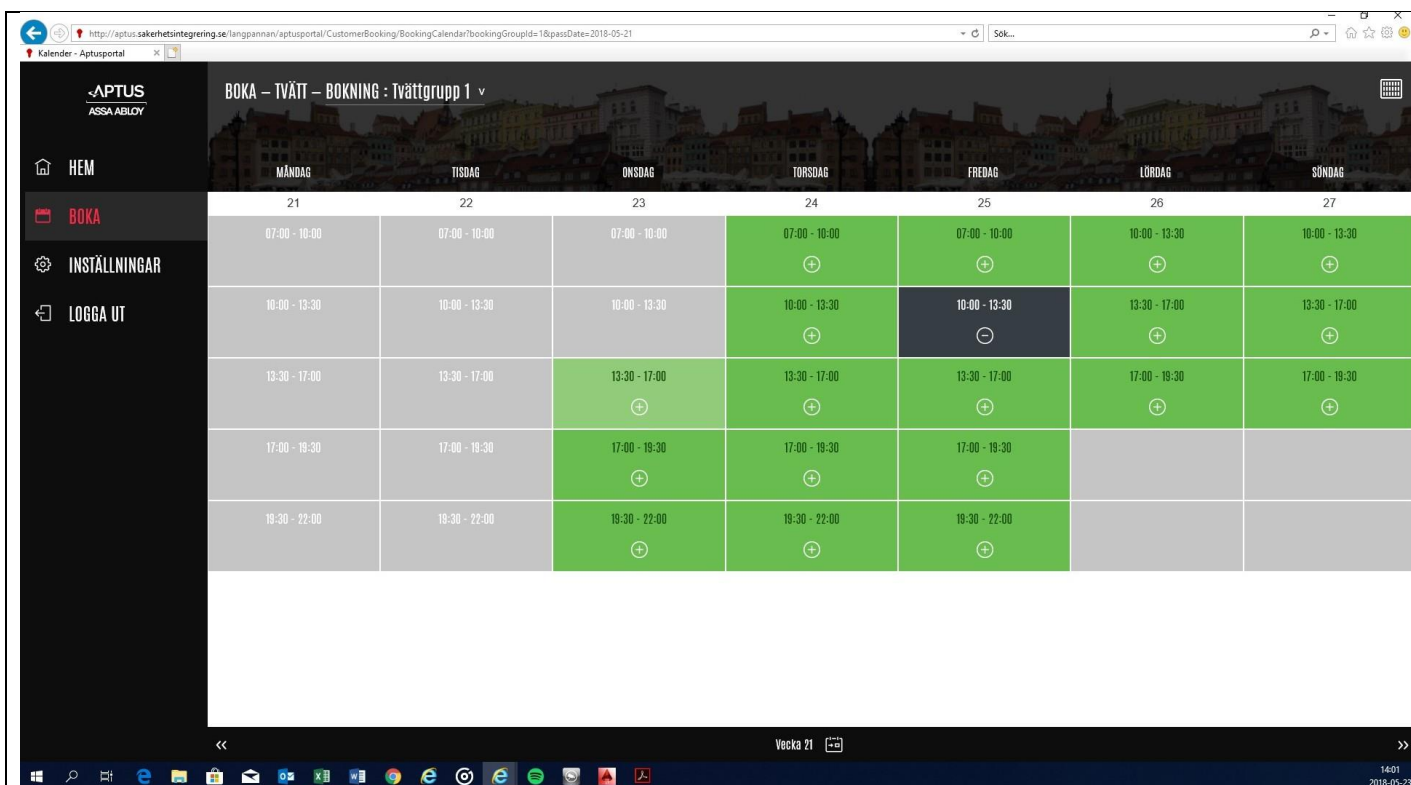 http://aptus.sakerhetsintegrering.se/langpannan/aptusportal/CustomerBooking/BookingCalendar?bookingGroupId=1&passDate=2018-05-21
Sök...
Kalender - Aptusportal
APTUS
ASSA ABLOY
BOKA – TVÄTT – BOKNING : Tvättgrupp 1
HEM
BOKA
INSTÄLLNINGAR
LOGGA UT
MÅNDAG TISDAG ONSDAG TORSDAG FREDAG LÖRDAG SÖNDAG
21 22 23 24 25 26 27
07:00 - 10:00 07:00 - 10:00 07:00 - 10:00 07:00 - 10:00 07:00 - 10:00 10:00 - 13:30 10:00 - 13:30
10:00 - 13:30 10:00 - 13:30 10:00 - 13:30 10:00 - 13:30 10:00 - 13:30 13:30 - 17:00 13:30 - 17:00
13:30 - 17:00 13:30 - 17:00 13:30 - 17:00 13:30 - 17:00 13:30 - 17:00 17:00 - 19:30 17:00 - 19:30
17:00 - 19:30 17:00 - 19:30 17:00 - 19:30 17:00 - 19:30 17:00 - 19:30
19:30 - 22:00 19:30 - 22:00 19:30 - 22:00 19:30 - 22:00 19:30 - 22:00
Vecka 21
14:01
2018-05-23